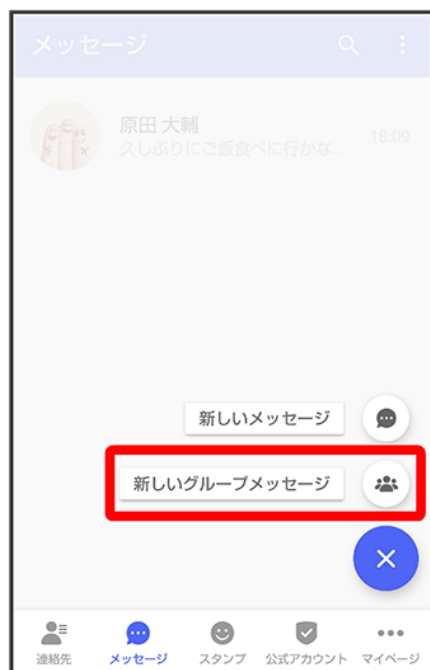 メッセージ
原田 大輔
久しぶりにご飯食べに行かな...
18:09
新しいメッセージ
新しいグループメッセージ
連絡先
メッセージ
スタンプ
公式アカウント
マイページ